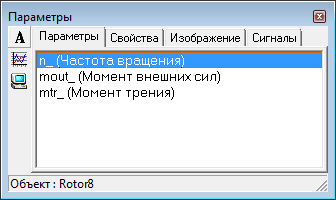 Параметры
A
Параметры Свойства Изображение Сигналы
n_ (Частота вращения)
mout_ (Момент внешних сил)
mtr_ (Момент трения)
Объект : Rotor8